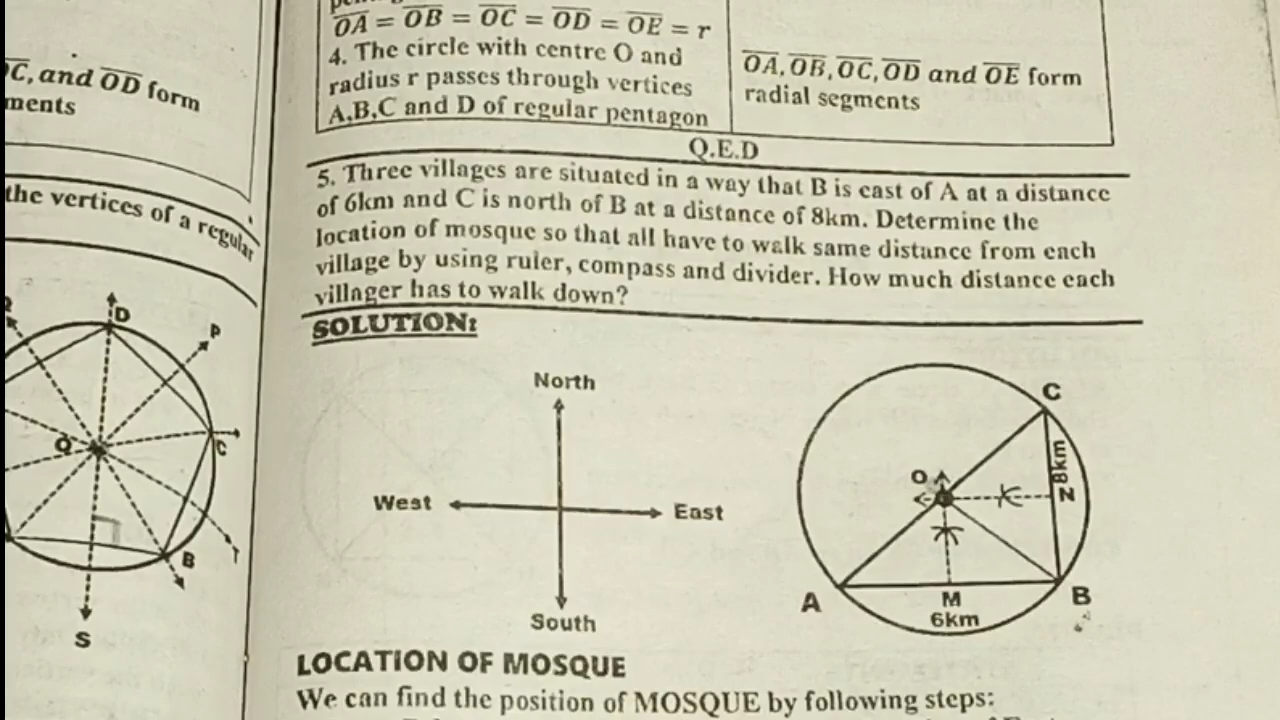 C, and OD form
ments
the vertices of a regular
D
P
Q
C
B
T
S
OA = OB = OC = OD = OE = r
4. The circle with centre O and
radius r passes through vertices
A,B,C and D of regular pentagon
OA, OB, OC, OD and OE form
radial segments
Q.E.D
5. Three villages are situated in a way that B is east of A at a distance
of 6km and C is north of B at a distance of 8km. Determine the
location of mosque so that all have to walk same distance from each
village by using ruler, compass and divider. How much distance each
villager has to walk down?
SOLUTION:
North
West
East
South
C
8km
O
N
A
M
B
6km
LOCATION OF MOSQUE
We can find the position of MOSQUE by following steps: